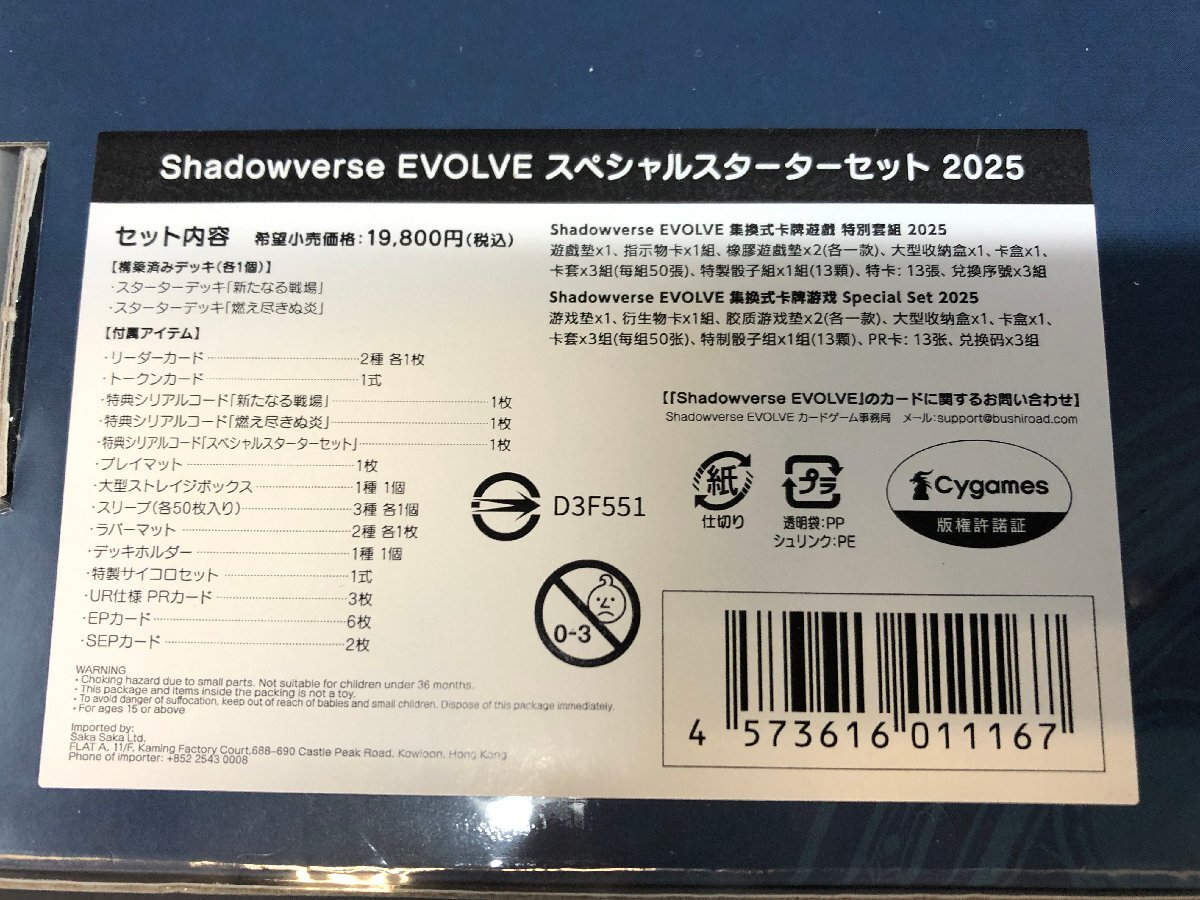 Shadowverse EVOLVE スペシャルスターターセット 2025
セット内容 希望小売価格：19,800円(税込)
【構築済みデッキ(各1個)】
・スターターデッキ「新たなる戦場」
・スターターデッキ「燃え尽きぬ炎」
【付属アイテム】
・リーダーカード 2種 各1枚
・トークンカード 1式
・特典シリアルコード「新たなる戦場」 1枚
・特典シリアルコード「燃え尽きぬ炎」 1枚
・特典シリアルコード「スペシャルスターターセット」 1枚
・プレイマット 1枚
・大型ストレイジボックス 1種 1個
・スリーブ(各50枚入り) 3種 各1個
・ラバーマット 2種 各1枚
・デッキホルダー 1種 1個
・特製サイコロセット 1式
・UR仕様 PRカード 3枚
・EPカード 6枚
・SEPカード 2枚
WARNING
・Choking hazard due to small parts. Not suitable for children under 36 months.
・This package and items inside the packing is not a toy.
・To avoid danger of suffocation, keep out of reach of babies and small children. Dispose of this package immediately.
・For ages 15 or above
Imported by:
Saka Saka Ltd.
FLAT A, 11/F, Kaming Factory Court,688-690 Castle Peak Road, Kowloon, Hong Kong
Phone of importer: +852 2543 0008
Shadowverse EVOLVE 集換式卡牌遊戲 特別套組 2025
遊戲墊x1、指示物卡x1組、橡膠遊戲墊x2(各一款)、大型收納盒x1、卡盒x1、
卡套x3組(每組50張)、特製骰子組x1組(13顆)、特卡：13張、兌換序號x3組
Shadowverse EVOLVE 集換式卡牌游戏 Special Set 2025
游戏垫x1、衍生物卡x1組、胶质游戏垫x2(各一款)、大型收纳盒x1、卡盒x1、
卡套x3组(每组50张)、特制骰子组x1组(13颗)、PR卡：13张、兑换码x3组
【「Shadowverse EVOLVE」のカードに関するお問い合わせ】
Shadowverse EVOLVE カードゲーム事務局 メール：support@bushiroad.com
D3F551
0-3
紙
仕切り
プラ
透明袋：PP
シュリンク：PE
Cygames
版権許諾証
4 573616 011167